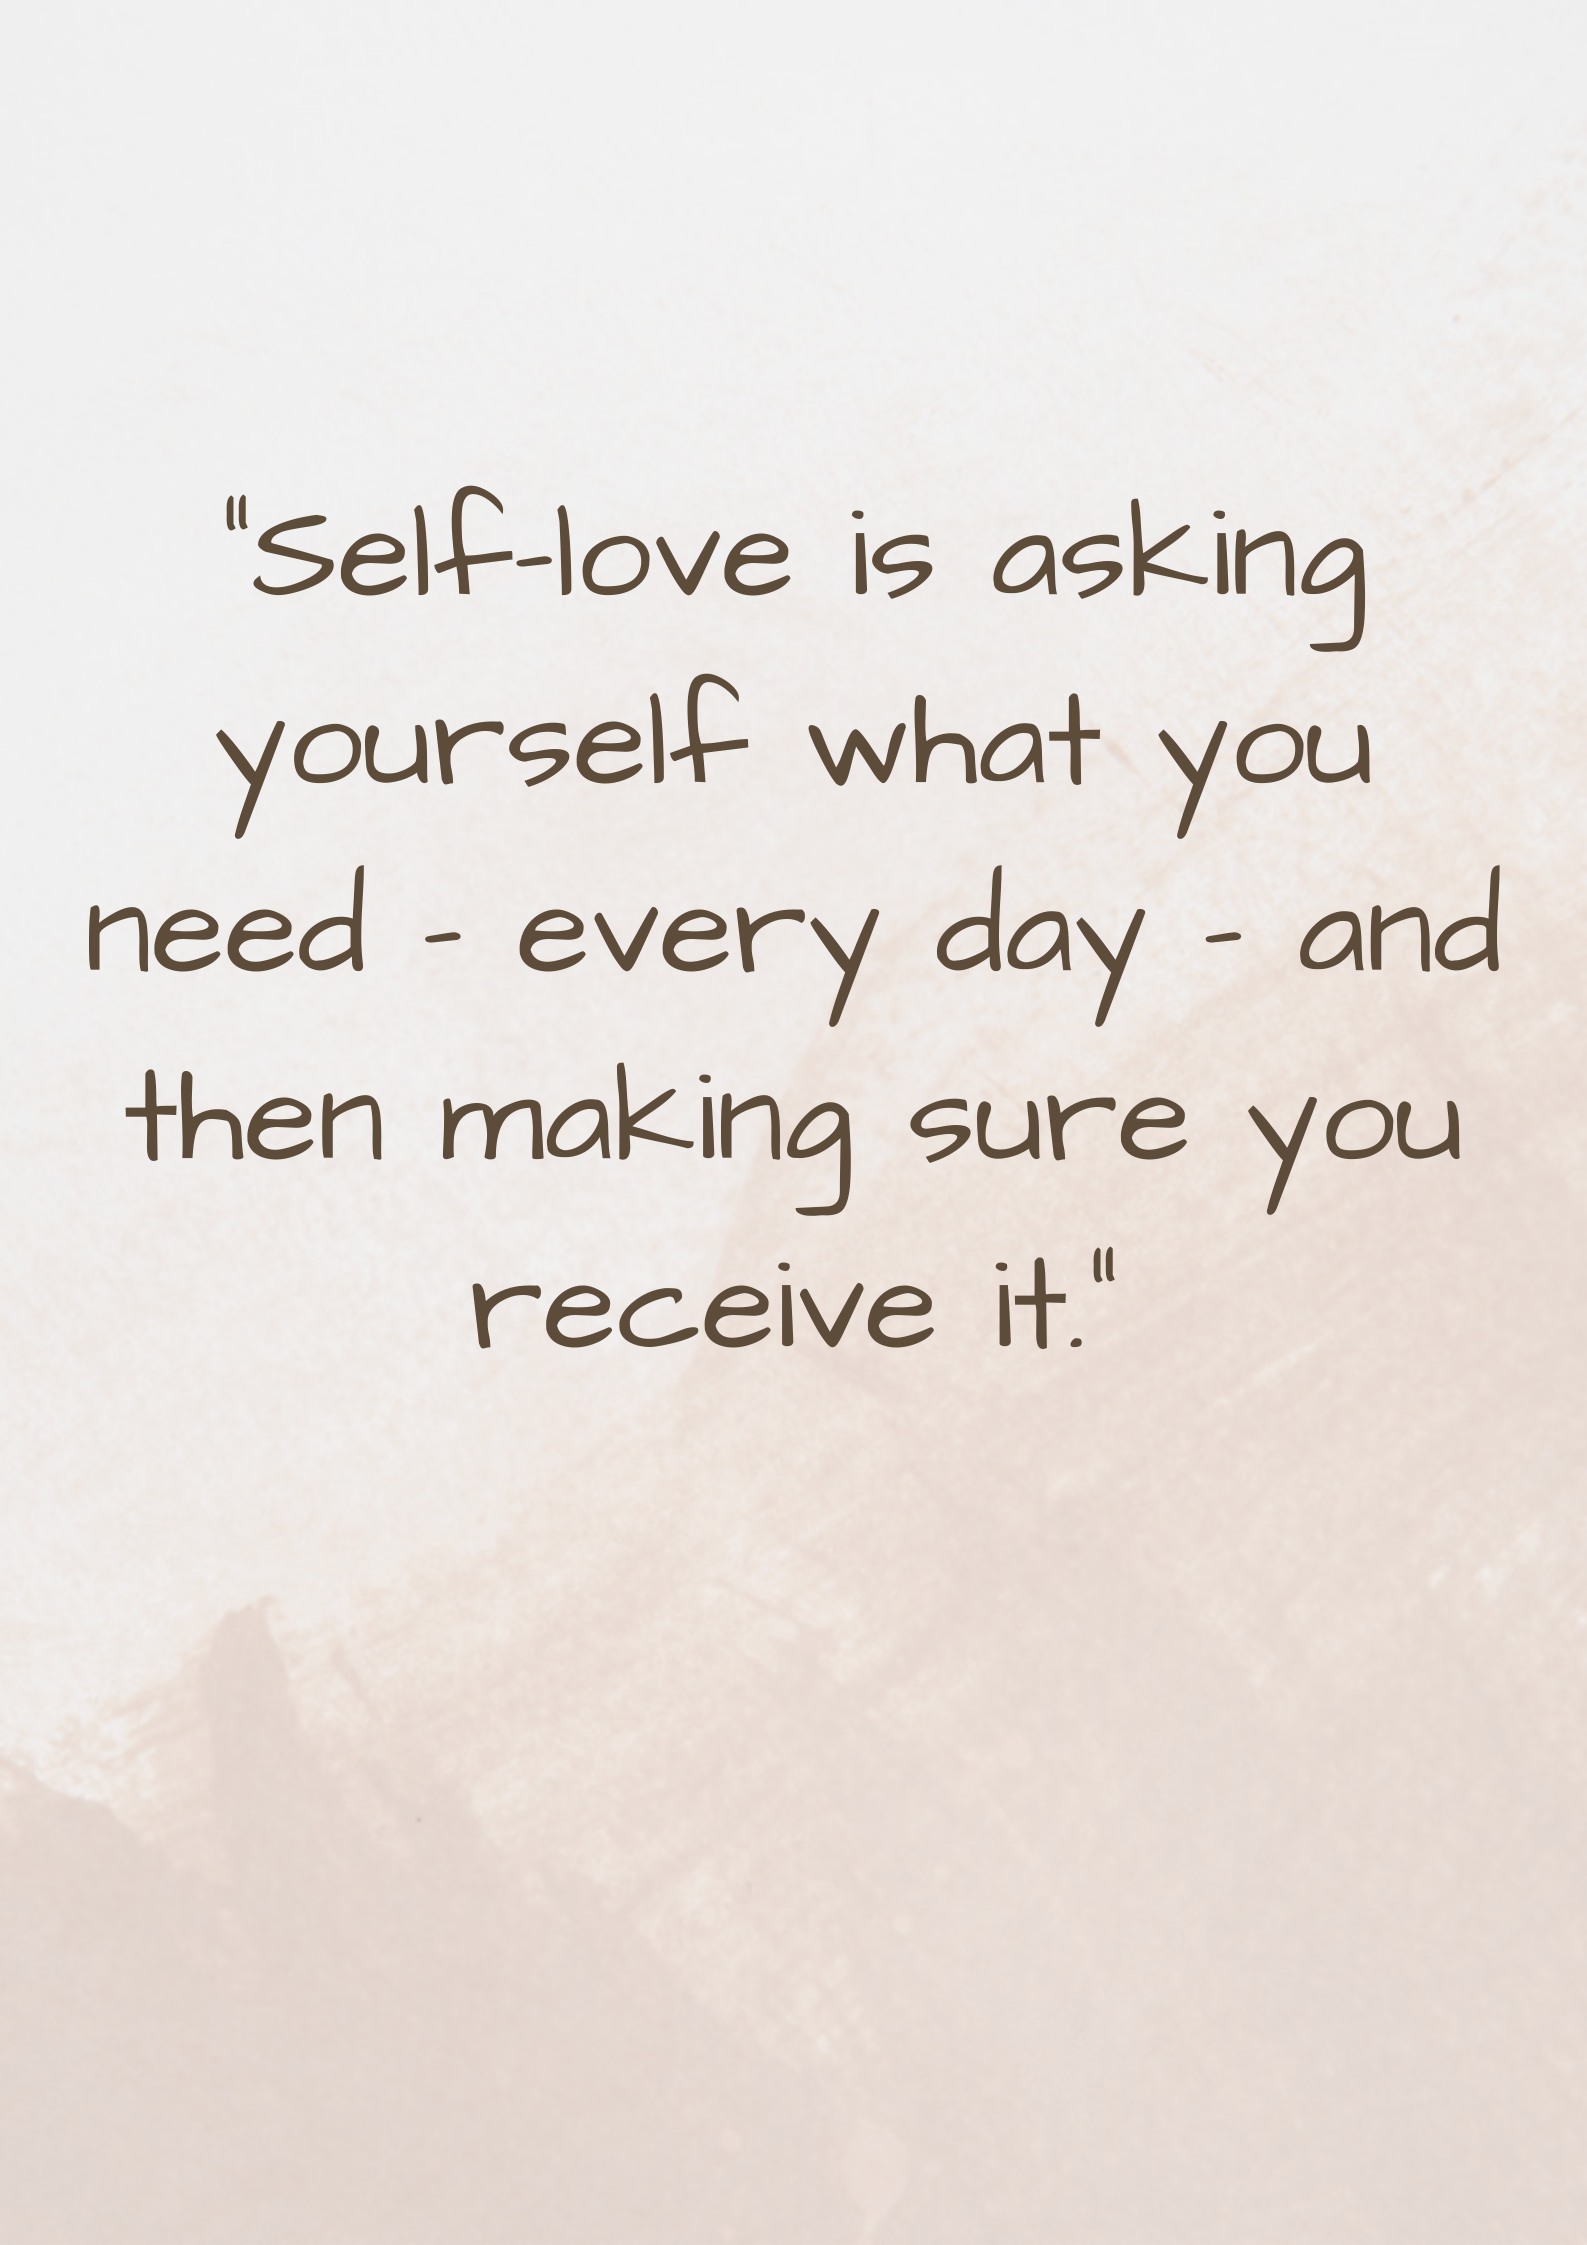 "Self-love is asking
yourself what you
need - every day - and
then making sure you
receive it."